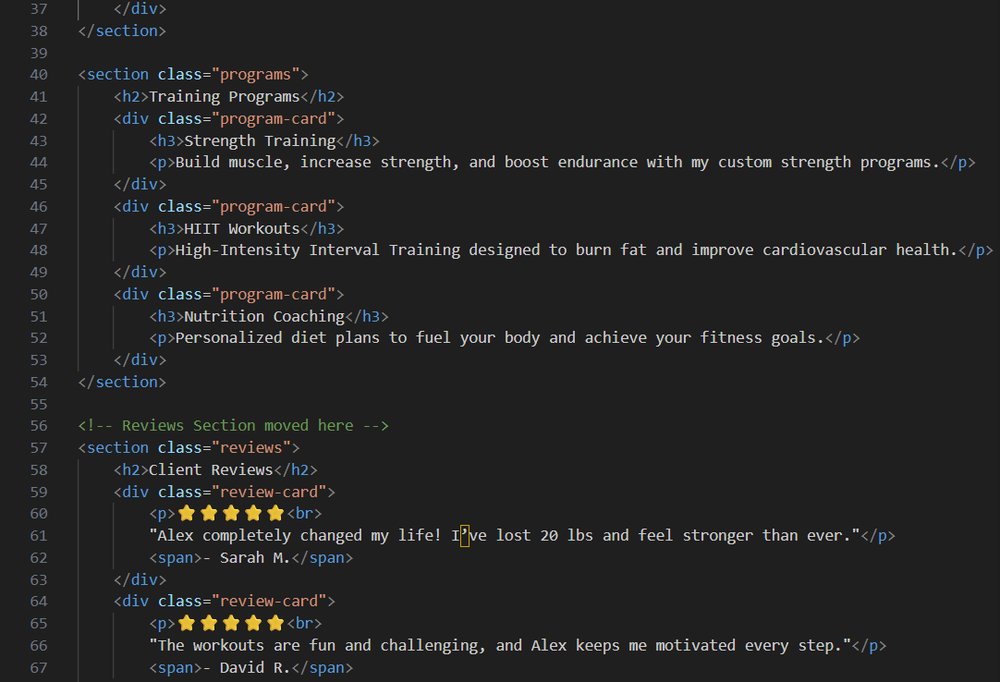 37 </div>
38 </section>
39
40 <section class="programs">
41 <h2>Training Programs</h2>
42 <div class="program-card">
43 <h3>Strength Training</h3>
44 <p>Build muscle, increase strength, and boost endurance with my custom strength programs.</p>
45 </div>
46 <div class="program-card">
47 <h3>HIIT Workouts</h3>
48 <p>High-Intensity Interval Training designed to burn fat and improve cardiovascular health.</p>
49 </div>
50 <div class="program-card">
51 <h3>Nutrition Coaching</h3>
52 <p>Personalized diet plans to fuel your body and achieve your fitness goals.</p>
53 </div>
54 </section>
55
56 <!-- Reviews Section moved here -->
57 <section class="reviews">
58 <h2>Client Reviews</h2>
59 <div class="review-card">
60 <p>⭐⭐⭐⭐⭐<br>
61 "Alex completely changed my life! I’ve lost 20 lbs and feel stronger than ever."</p>
62 <span>- Sarah M.</span>
63 </div>
64 <div class="review-card">
65 <p>⭐⭐⭐⭐⭐<br>
66 "The workouts are fun and challenging, and Alex keeps me motivated every step."</p>
67 <span>- David R.</span>